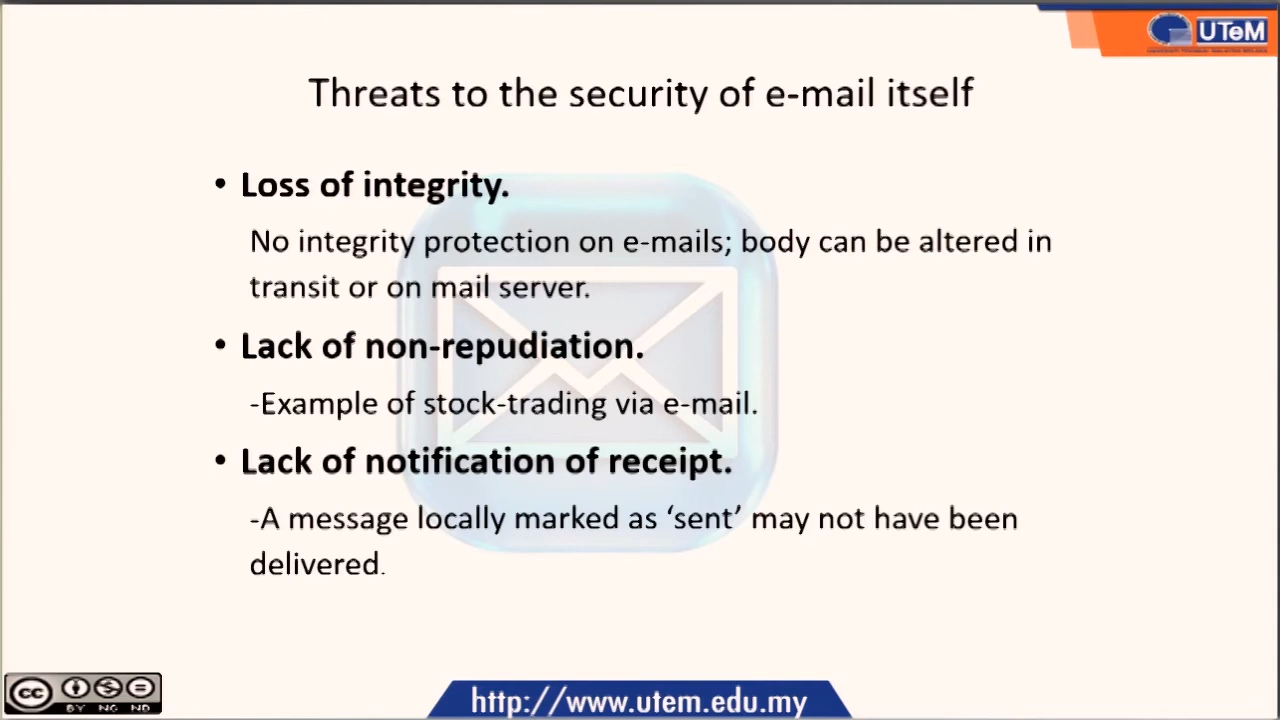 UTeM
Threats to the security of e-mail itself
• Loss of integrity.
No integrity protection on e-mails; body can be altered in
transit or on mail server.
• Lack of non-repudiation.
-Example of stock-trading via e-mail.
• Lack of notification of receipt.
-A message locally marked as ‘sent’ may not have been
delivered.
cc
BY NC ND
http://www.utem.edu.my